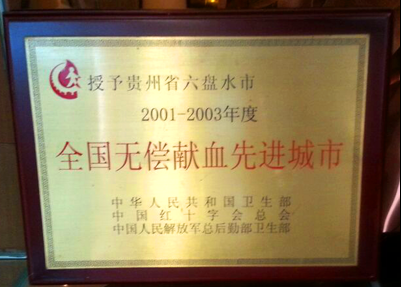 授予贵州省六盘水市
2001-2003年度
全国无偿献血先进城市
中华人民共和国卫生部
中国红十字会总会
中国人民解放军总后勤部卫生部